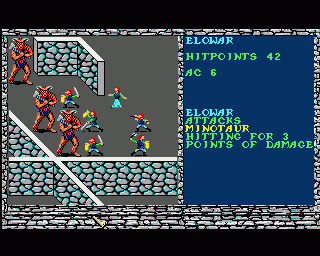 ELOWAR
HITPOINTS 42
AC 6
ELOWAR
ATTACKS
MINOTAUR
HITTING FOR 3
POINTS OF DAMAGE